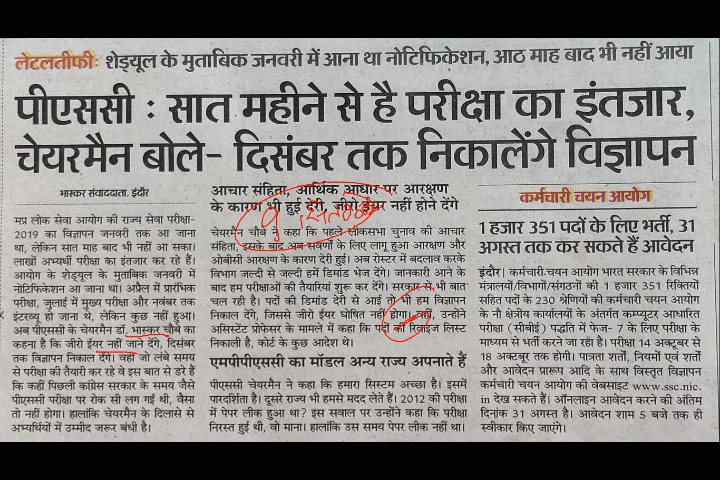 लेटलतीफी: शेड्यूल के मुताबिक जनवरी में आना था नोटिफिकेशन, आठ माह बाद भी नहीं आया
पीएससी : सात महीने से है परीक्षा का इंतजार,
चेयरमैन बोले- दिसंबर तक निकालेंगे विज्ञापन
भास्कर संवाददाता. इंदौर
मप्र लोक सेवा आयोग की राज्य सेवा परीक्षा-
2019 का विज्ञापन जनवरी तक आ जाना
था, लेकिन सात माह बाद भी नहीं आ सका।
लाखों अभ्यर्थी परीक्षा का इंतजार कर रहे हैं।
आयोग के शेड्यूल के मुताबिक जनवरी में
नोटिफिकेशन आ जाना था। अप्रैल में प्रारंभिक
परीक्षा, जुलाई में मुख्य परीक्षा और नवंबर तक
इंटरव्यू हो जाना थे, लेकिन कुछ नहीं हुआ।
अब पीएससी के चेयरमैन डॉ. भास्कर चौबे का
कहना है कि जीरो ईयर नहीं जाने देंगे, दिसंबर
तक विज्ञापन निकाल देंगे। वहीं जो लंबे समय
से परीक्षा की तैयारी कर रहे वे इस बात से डरे हैं
कि कहीं पिछली कांग्रेस सरकार के समय जैसे
पीएससी परीक्षा पर रोक सी लग गई थी, वैसा
तो नहीं होगा। हालांकि चेयरमैन के दिलासे से
अभ्यर्थियों में उम्मीद जरूर बंधी है।
आचार संहिता, आर्थिक आधार पर आरक्षण
के कारण भी हुई देरी, जीरो ईयर नहीं होने देंगे
चेयरमैन चौबे ने कहा कि पहले लोकसभा चुनाव की आचार
संहिता, इसके बाद अब सवर्णों के लिए लागू हुआ आरक्षण और
ओबीसी आरक्षण के कारण देरी हुई। अब रोस्टर में बदलाव करके
विभाग जल्दी से जल्दी हमें डिमांड भेज देंगे। जानकारी आने के
बाद हम परीक्षाओं की तैयारियां शुरू कर देंगे। सरकार से भी बात
चल रही है। पदों की डिमांड देरी से आई तो भी हम विज्ञापन
निकाल देंगे, जिससे जीरो ईयर घोषित नहीं होगा। वहीं, उन्होंने
असिस्टेंट प्रोफेसर के मामले में कहा कि पदों की रिवाइज लिस्ट
निकाली है, कोर्ट के कुछ आदेश थे।
एमपीपीएससी का मॉडल अन्य राज्य अपनाते हैं
पीएससी चेयरमैन ने कहा कि हमारा सिस्टम अच्छा है। इसमें
पारदर्शिता है। दूसरे राज्य भी हमसे मदद लेते हैं। 2012 की परीक्षा
में पेपर लीक हुआ था? इस सवाल पर उन्होंने कहा कि परीक्षा
निरस्त हुई थी, वो माना। हालांकि उस समय पेपर लीक नहीं था।
कर्मचारी चयन आयोग
1 हजार 351 पदों के लिए भर्ती, 31
अगस्त तक कर सकते हैं आवेदन
इंदौर| कर्मचारी चयन आयोग भारत सरकार के विभिन्न
मंत्रालयों/विभागों/संगठनों की 1 हजार 351 रिक्तियों
सहित पदों के 230 श्रेणियों की कर्मचारी चयन आयोग
के नौ क्षेत्रीय कार्यालयों के अंतर्गत कम्प्यूटर आधारित
परीक्षा (सीबीई) पद्धति में फेज- 7 के लिए परीक्षा के
माध्यम से भर्ती करने जा रही है। परीक्षा 14 अक्टूबर से
18 अक्टूबर तक होगी। पात्रता शर्तों, नियमों एवं शर्तों
और आवेदन प्रारूप आदि के साथ विस्तृत विज्ञापन
कर्मचारी चयन आयोग की वेबसाइट www.ssc.nic.
in देख सकते हैं। ऑनलाइन आवेदन करने की अंतिम
दिनांक 31 अगस्त है। आवेदन शाम 5 बजे तक ही
स्वीकार किए जाएंगे।